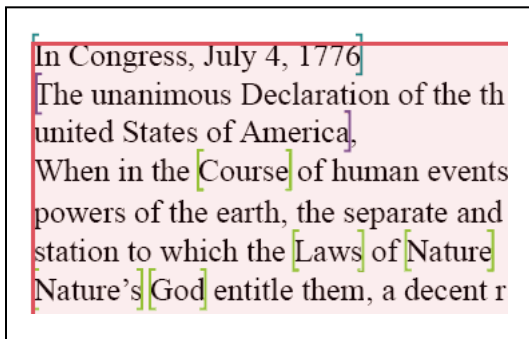 In Congress, July 4, 1776
The unanimous Declaration of the th
united States of America,
When in the Course of human events
powers of the earth, the separate and
station to which the Laws of Nature
Nature's God entitle them, a decent r